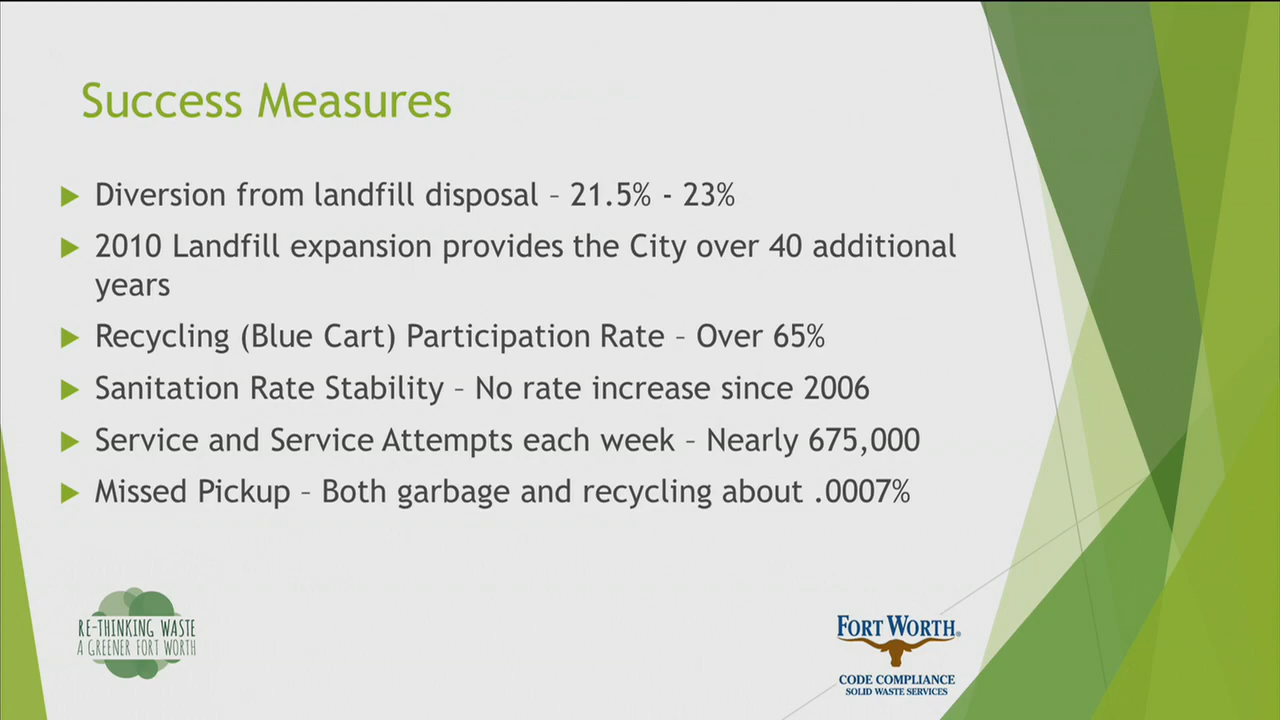 Success Measures
Diversion from landfill disposal – 21.5% - 23%
2010 Landfill expansion provides the City over 40 additional
years
Recycling (Blue Cart) Participation Rate – Over 65%
Sanitation Rate Stability – No rate increase since 2006
Service and Service Attempts each week – Nearly 675,000
Missed Pickup – Both garbage and recycling about .0007%
RE-THINKING WASTE
A GREENER FORT WORTH
FORT WORTH®
CODE COMPLIANCE
SOLID WASTE SERVICES